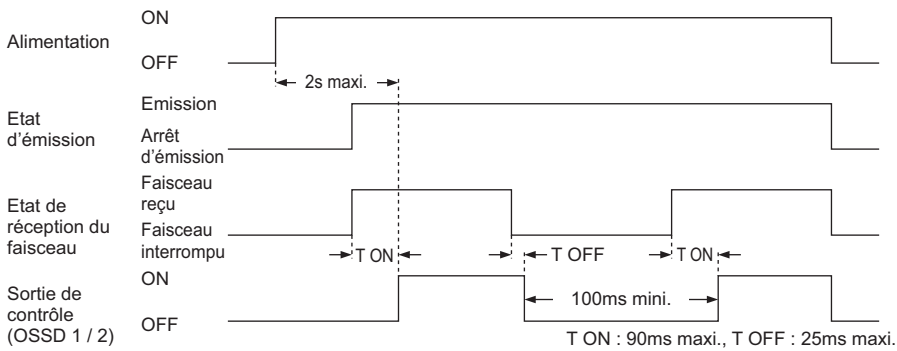 Alimentation
ON
OFF
2s maxi.
Etat
d'émission
Emission
Arrêt
d'émission
Etat de
réception du
faisceau
Faisceau
reçu
Faisceau
interrompu
T ON
T OFF
T ON
Sortie de
contrôle
(OSSD 1 / 2)
ON
OFF
100ms mini.
T ON : 90ms maxi., T OFF : 25ms maxi.